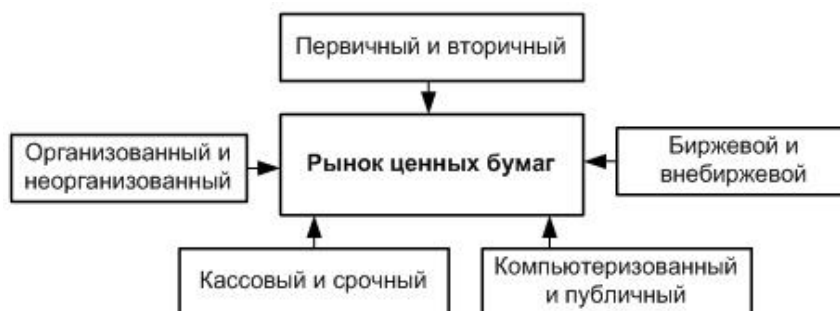 Первичный и вторичный
Организованный и
неорганизованный
Рынок ценных бумаг
Биржевой и
внебиржевой
Кассовый и срочный
Компьютеризованный
и публичный